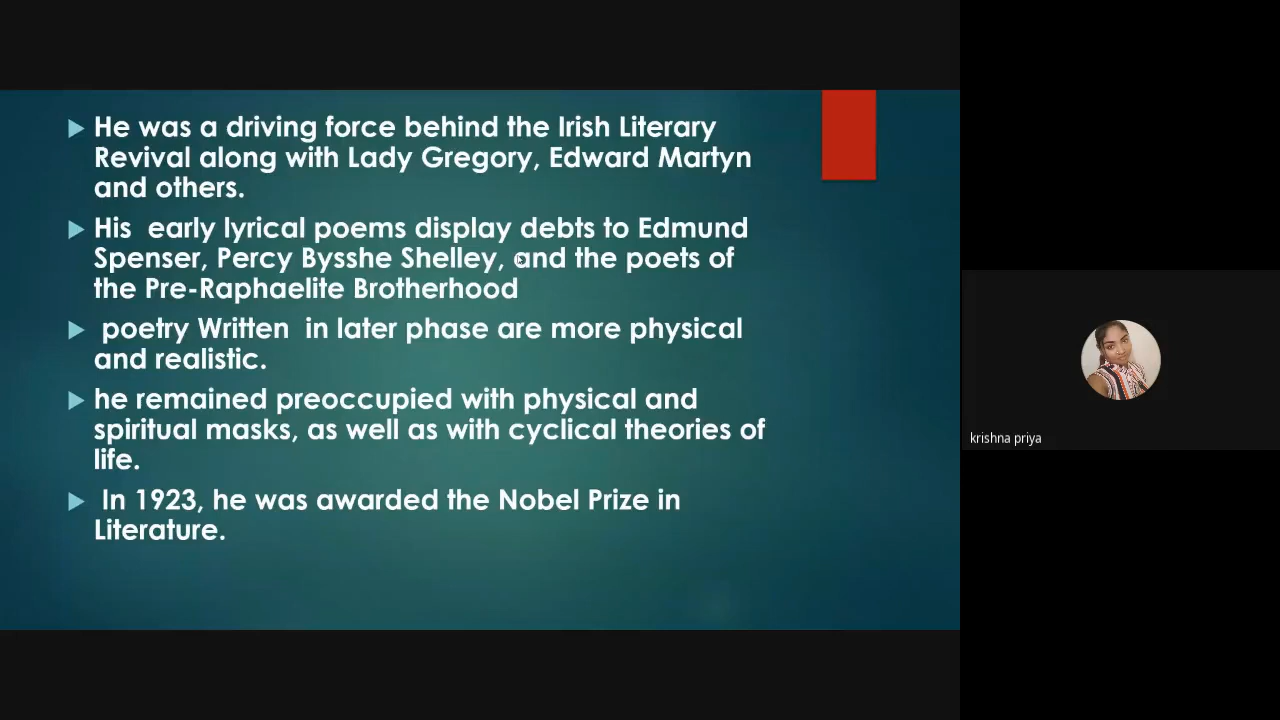 He was a driving force behind the Irish Literary
Revival along with Lady Gregory, Edward Martyn
and others.
His  early lyrical poems display debts to Edmund
Spenser, Percy Bysshe Shelley, and the poets of
the Pre-Raphaelite Brotherhood
poetry Written  in later phase are more physical
and realistic.
he remained preoccupied with physical and
spiritual masks, as well as with cyclical theories of
life.
In 1923, he was awarded the Nobel Prize in
Literature.
krishna priya